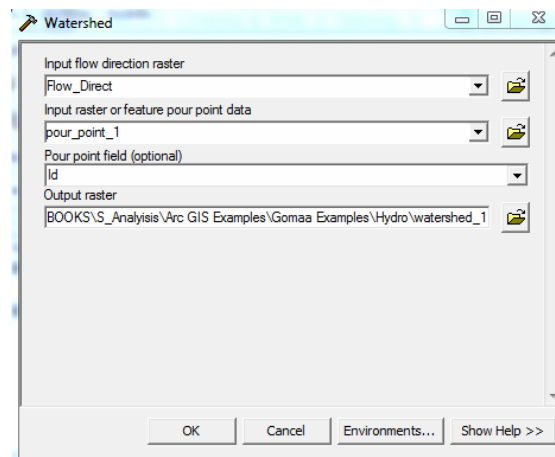 Watershed
Input flow direction raster
Flow_Direct
Input raster or feature pour point data
pour_point_1
Pour point field (optional)
Id
Output raster
BOOKS\S_Analyisis\Arc GIS Examples\Gomaa Examples\Hydro\watershed_1
OK Cancel Environments... Show Help >>